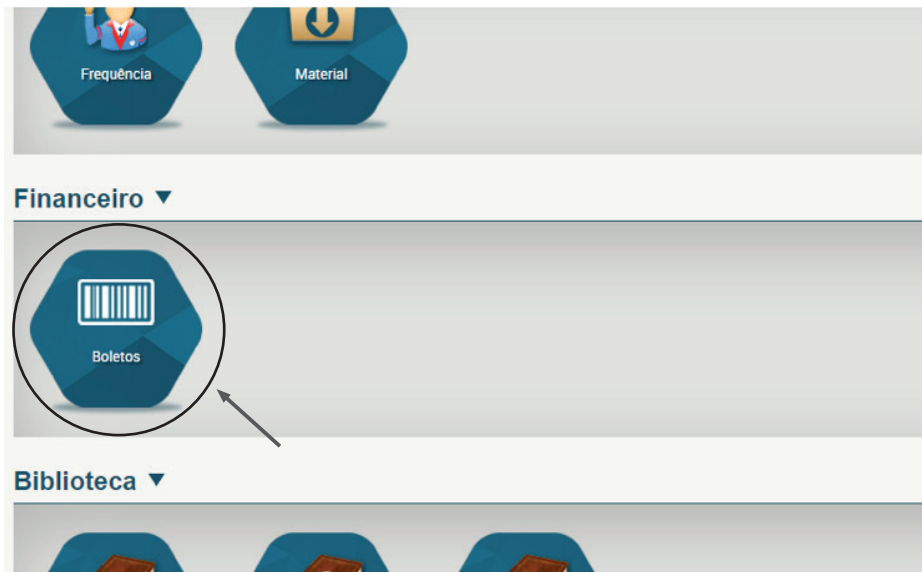 Frequência
Material
Financeiro
Boletos
Biblioteca